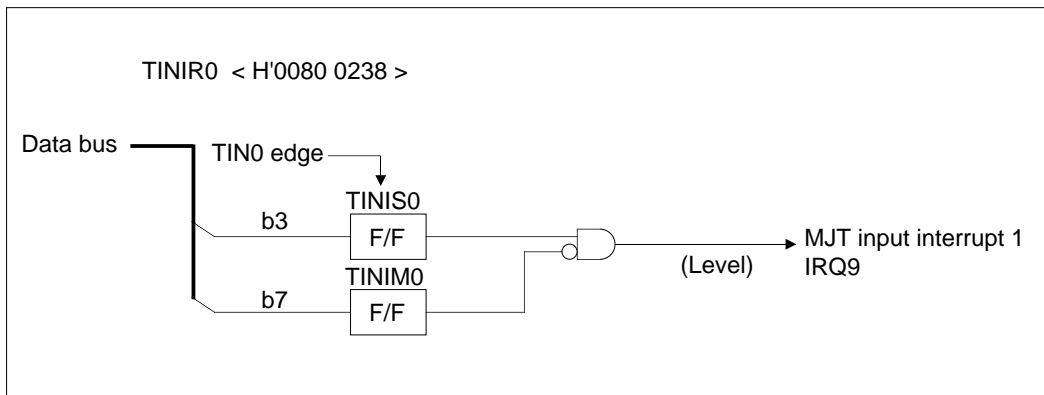 TINIR0 < H'0080 0238 >
Data bus
TIN0 edge
TINIS0
b3
F/F
TINIM0
b7
F/F
(Level)
MJT input interrupt 1
IRQ9